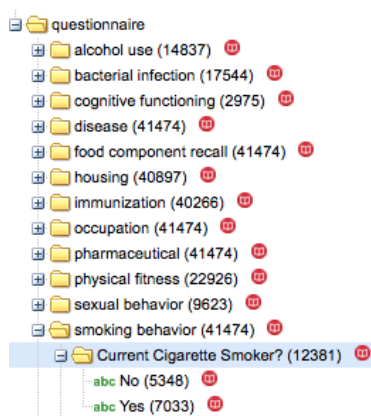 questionnaire
alcohol use (14837)
bacterial infection (17544)
cognitive functioning (2975)
disease (41474)
food component recall (41474)
housing (40897)
immunization (40266)
occupation (41474)
pharmaceutical (41474)
physical fitness (22926)
sexual behavior (9623)
smoking behavior (41474)
Current Cigarette Smoker? (12381)
abc No (5348)
abc Yes (7033)